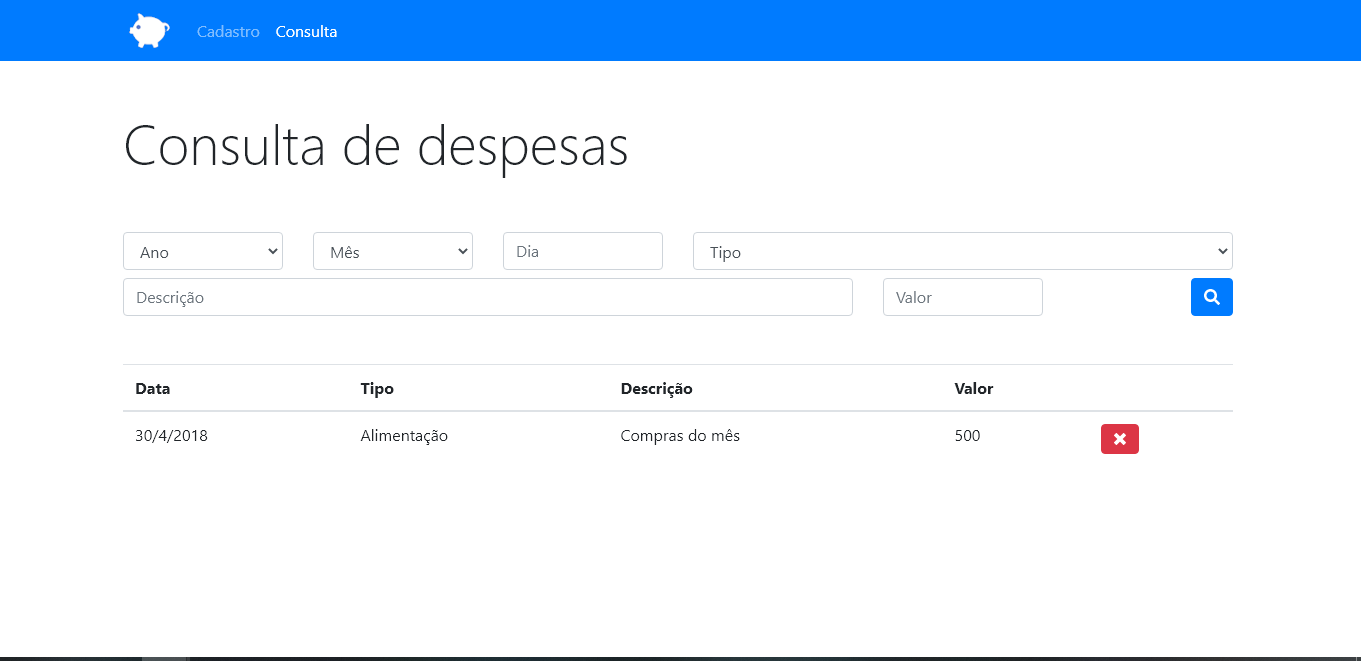 Cadastro Consulta
Consulta de despesas
Ano Mês Dia Tipo
Descrição Valor
Data Tipo Descrição Valor
30/4/2018 Alimentação Compras do mês 500